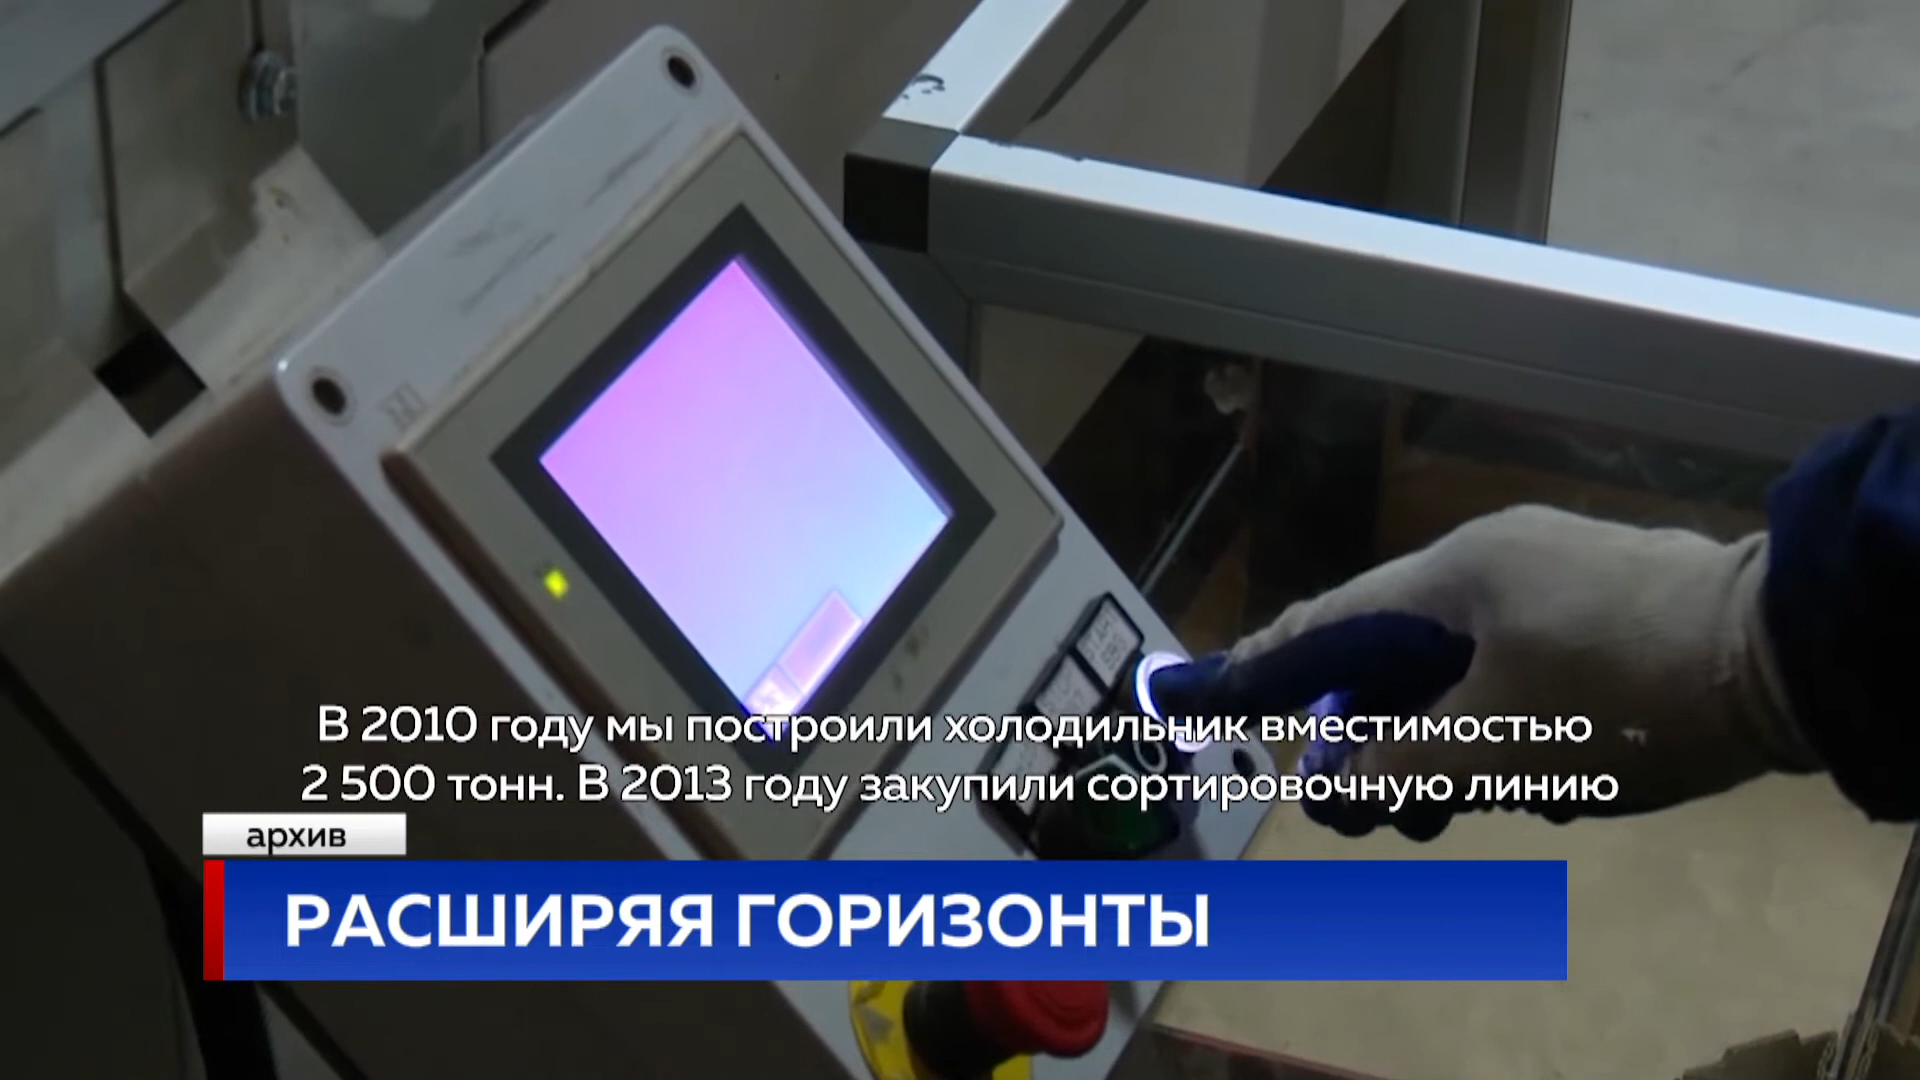 В 2010 году мы построили холодильник вместимостью
2 500 тонн. В 2013 году закупили сортировочную линию
архив
РАСШИРЯЯ ГОРИЗОНТЫ